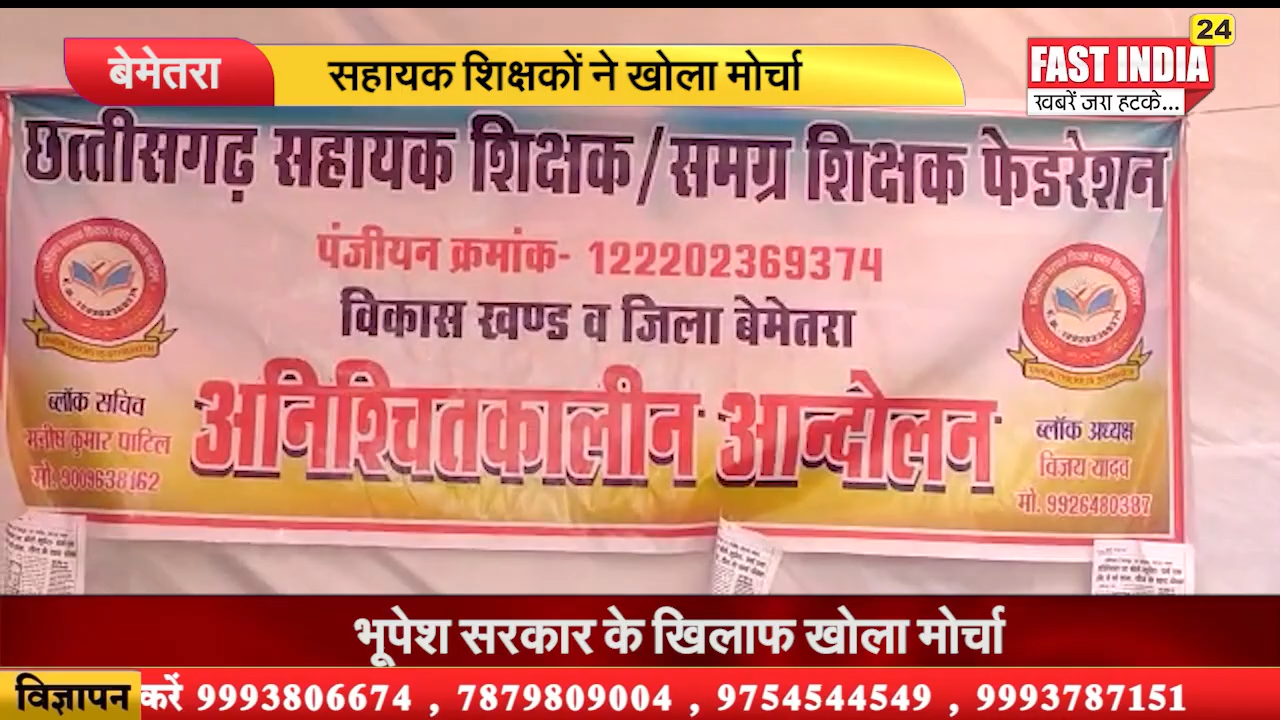 बेमेतरा
सहायक शिक्षकों ने खोला मोर्चा
24
FAST INDIA
खबरें जरा हटके...
छत्तीसगढ़ सहायक शिक्षक/समग्र शिक्षक फेडरेशन
पंजीयन क्रमांक- 122202369374
विकास खण्ड व जिला बेमेतरा
अनिश्चितकालीन आन्दोलन
ब्लॉक सचिव
मनीष कुमार पाटिल
मो. 9009638162
ब्लॉक अध्यक्ष
विजय यादव
मो. 9926480387
भूपेश सरकार के खिलाफ खोला मोर्चा
विज्ञापन करें 9993806674 , 7879809004 , 9754544549 , 9993787151